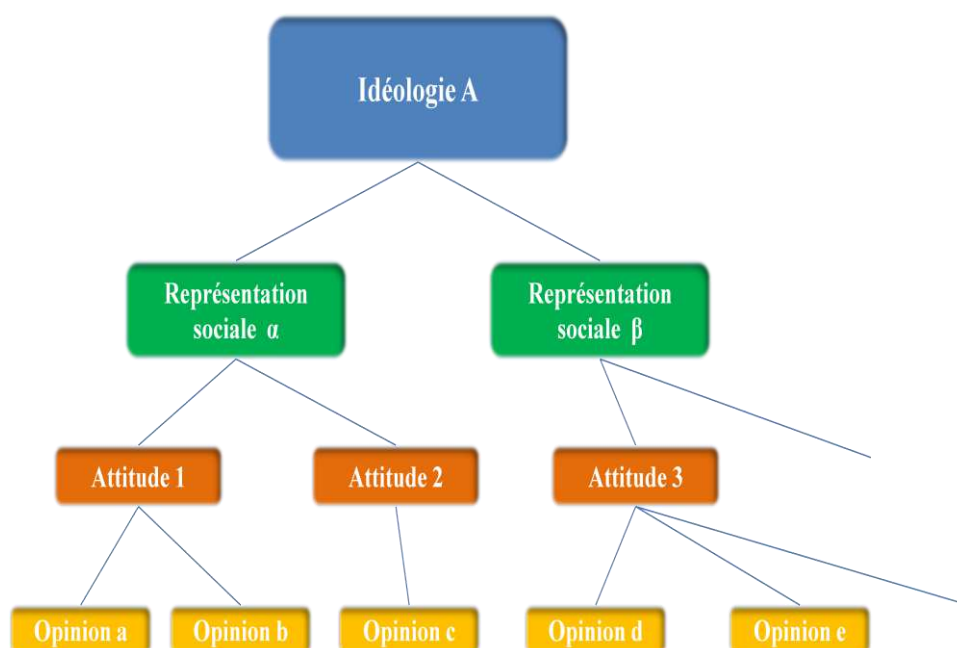 Idéologie A
Représentation
sociale α
Représentation
sociale β
Attitude 1
Attitude 2
Attitude 3
Opinion a
Opinion b
Opinion c
Opinion d
Opinion e